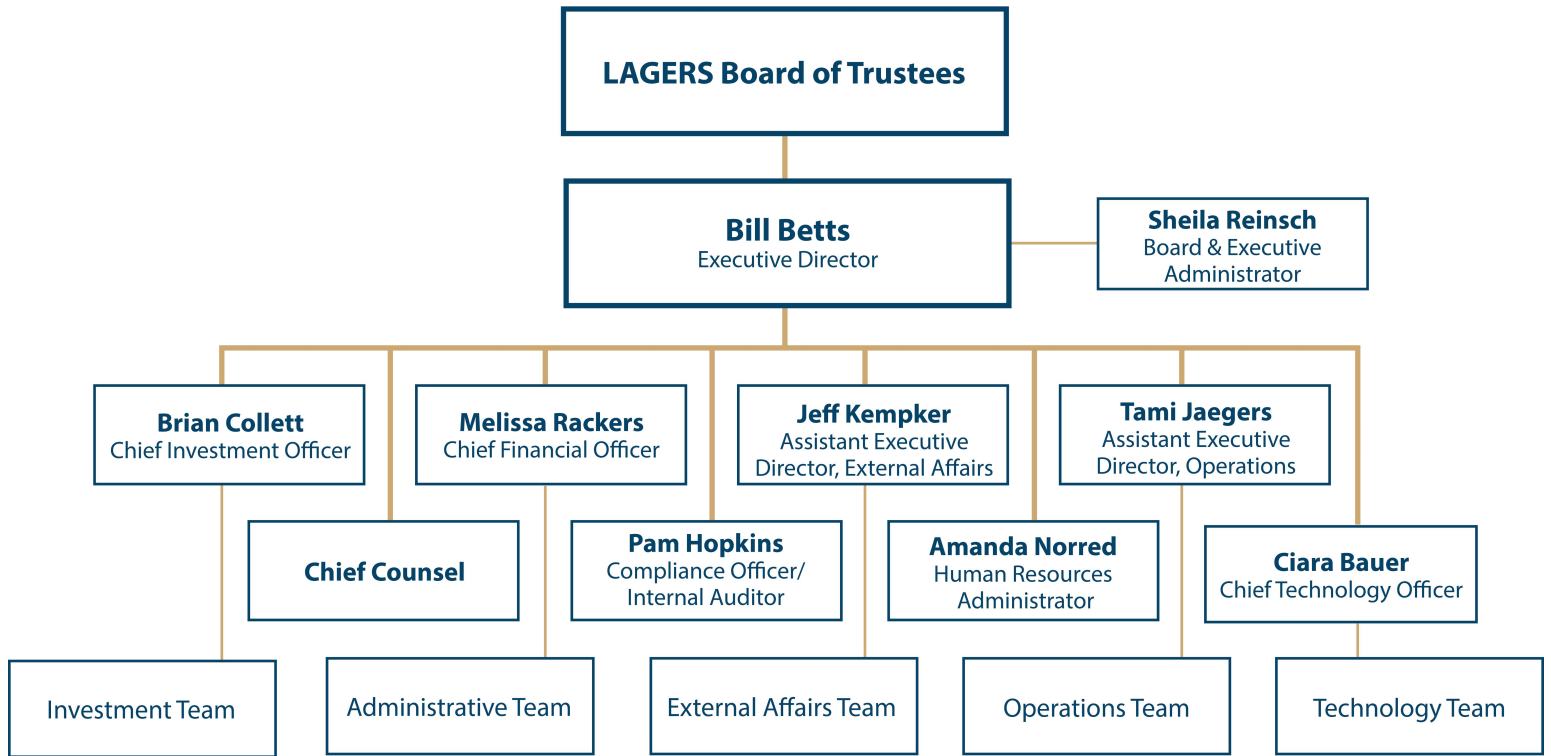 LAGERS Board of Trustees
Bill Betts
Executive Director
Sheila Reinsch
Board & Executive
Administrator
Brian Collett
Chief Investment Officer
Melissa Rackers
Chief Financial Officer
Jeff Kempker
Assistant Executive
Director, External Affairs
Tami Jaegers
Assistant Executive
Director, Operations
Chief Counsel
Pam Hopkins
Compliance Officer/
Internal Auditor
Amanda Norred
Human Resources
Administrator
Ciara Bauer
Chief Technology Officer
Investment Team
Administrative Team
External Affairs Team
Operations Team
Technology Team